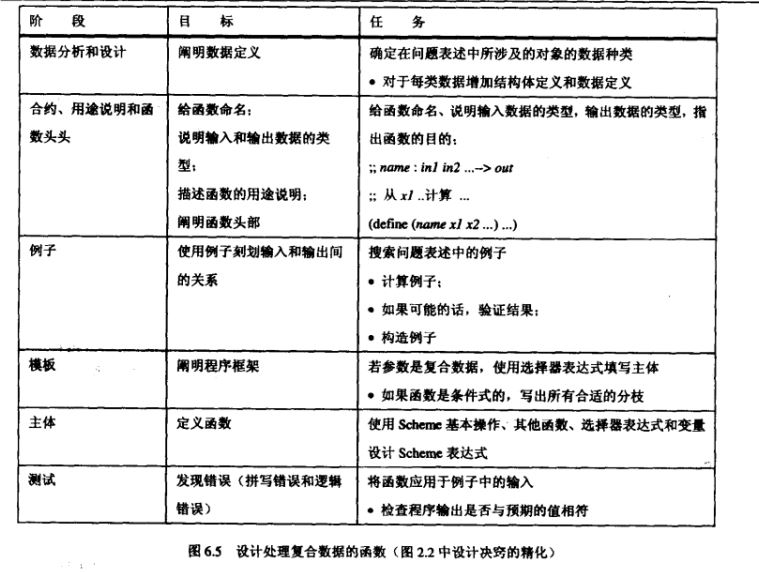 阶 段 目 标 任 务
数据分析和设计 阐明数据定义 确定在问题表述中所涉及的对象的数据种类
• 对于每类数据增加结构体定义和数据定义
合约、用途说明和函 给函数命名； 给函数命名、说明输入数据的类型，输出数据的类型，指
数头头 说明输入和输出数据的类 出函数的目的：
型； ;; name : in1 in2 ...--> out
描述函数的用途说明； ;; 从 x1 ..计算 ...
阐明函数头部 (define (name x1 x2 ...) ...)
例子 使用例子刻划输入和输出间 搜索问题表述中的例子
的关系 • 计算例子；
• 如果可能的话，验证结果；
• 构造例子
模板 阐明程序框架 若参数是复合数据，使用选择器表达式填写主体
• 如果函数是条件式的，写出所有合适的分枝
主体 定义函数 使用 Scheme 基本操作、其他函数、选择器表达式和变量
设计 Scheme 表达式
测试 发现错误（拼写错误和逻辑 将函数应用于例子中的输入
错误） • 检查程序输出是否与预期的值相符
图 6.5 设计处理复合数据的函数（图 2.2 中设计决窍的精化）